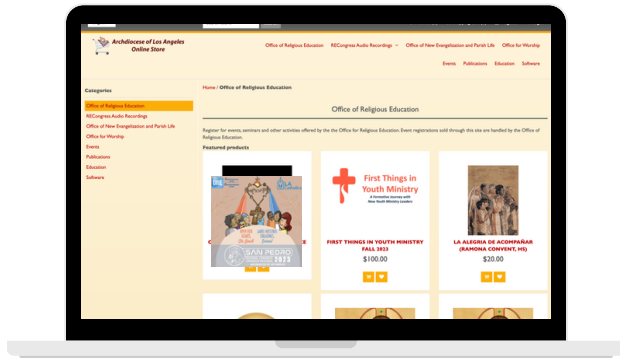 Archdiocese of Los Angeles
Online Store
Office of Religious Education
RECongress Audio Recordings
Office of New Evangelization and Parish Life
Office for Worship
Events
Publications
Education
Software
Categories
Office of Religious Education
RECongress Audio Recordings
Office of New Evangelization and Parish Life
Office for Worship
Events
Publications
Education
Software
Home / Office of Religious Education
Office of Religious Education
Register for events, seminars and other activities offered by the the Office for Religious Education. Event registrations sold through this site are handled by the Office of
Religious Education.
Featured products
SAN PEDRO
2023
First Things in
Youth Ministry
A Formative Journey with
New Youth Ministry Leaders
FIRST THINGS IN YOUTH MINISTRY
FALL 2023
$100.00
LA ALEGRIA DE ACOMPAÑAR
(RAMONA CONVENT, HS)
$20.00